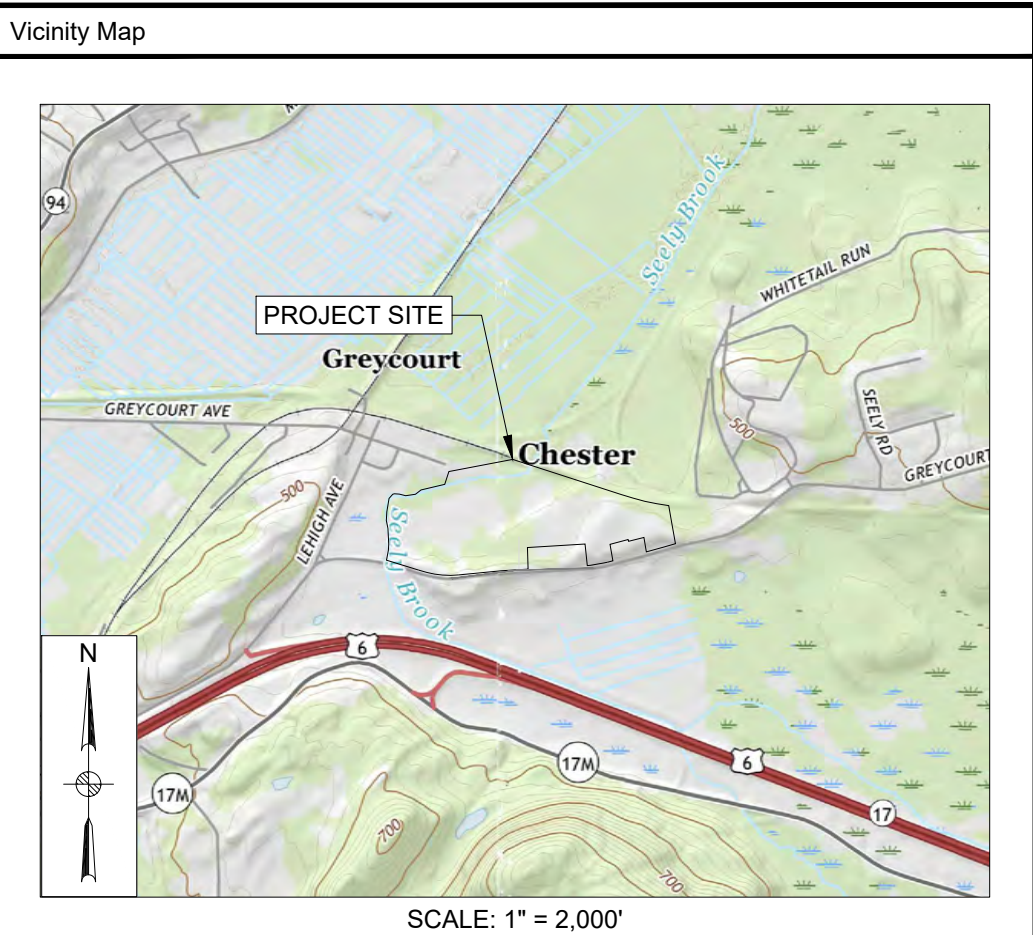 Vicinity Map
94
Seely Brook
WHITETAIL RUN
PROJECT SITE
Greycourt
GREYCOURT AVE
SEELY RD
500
Chester
GREYCOURT
500
LEHIGH AVE
Seely Brook
6
N
17M
6
17M
17
700
700
SCALE: 1" = 2,000'